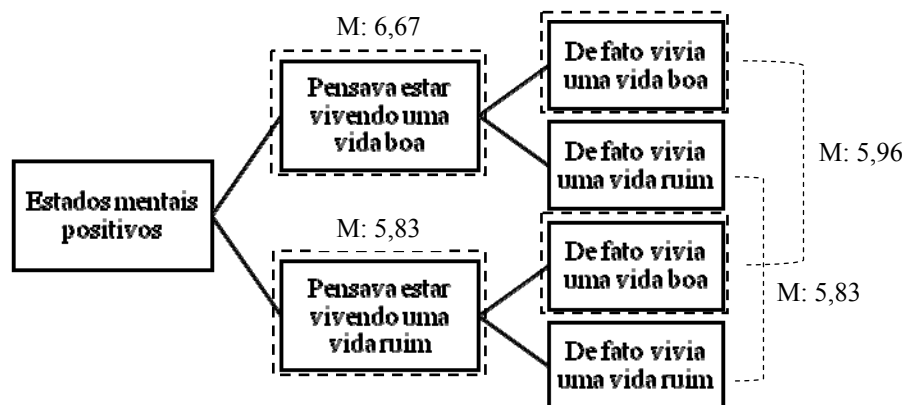 M: 6,67
Pensava estar
vivendo uma
vida boa
De fato vivia
uma vida boa
De fato vivia
uma vida ruim
M: 5,96
Estados mentais
positivos
M: 5,83
Pensava estar
vivendo uma
vida ruim
De fato vivia
uma vida boa
De fato vivia
uma vida ruim
M: 5,83